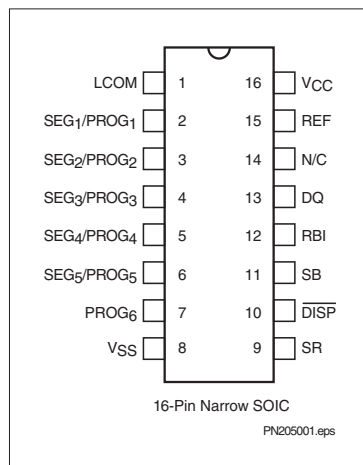 LCOM 1 16 VCC
SEG1/PROG1 2 15 REF
SEG2/PROG2 3 14 N/C
SEG3/PROG3 4 13 DQ
SEG4/PROG4 5 12 RBI
SEG5/PROG5 6 11 SB
PROG6 7 10 DISP
VSS 8 9 SR
16-Pin Narrow SOIC
PN205001.eps